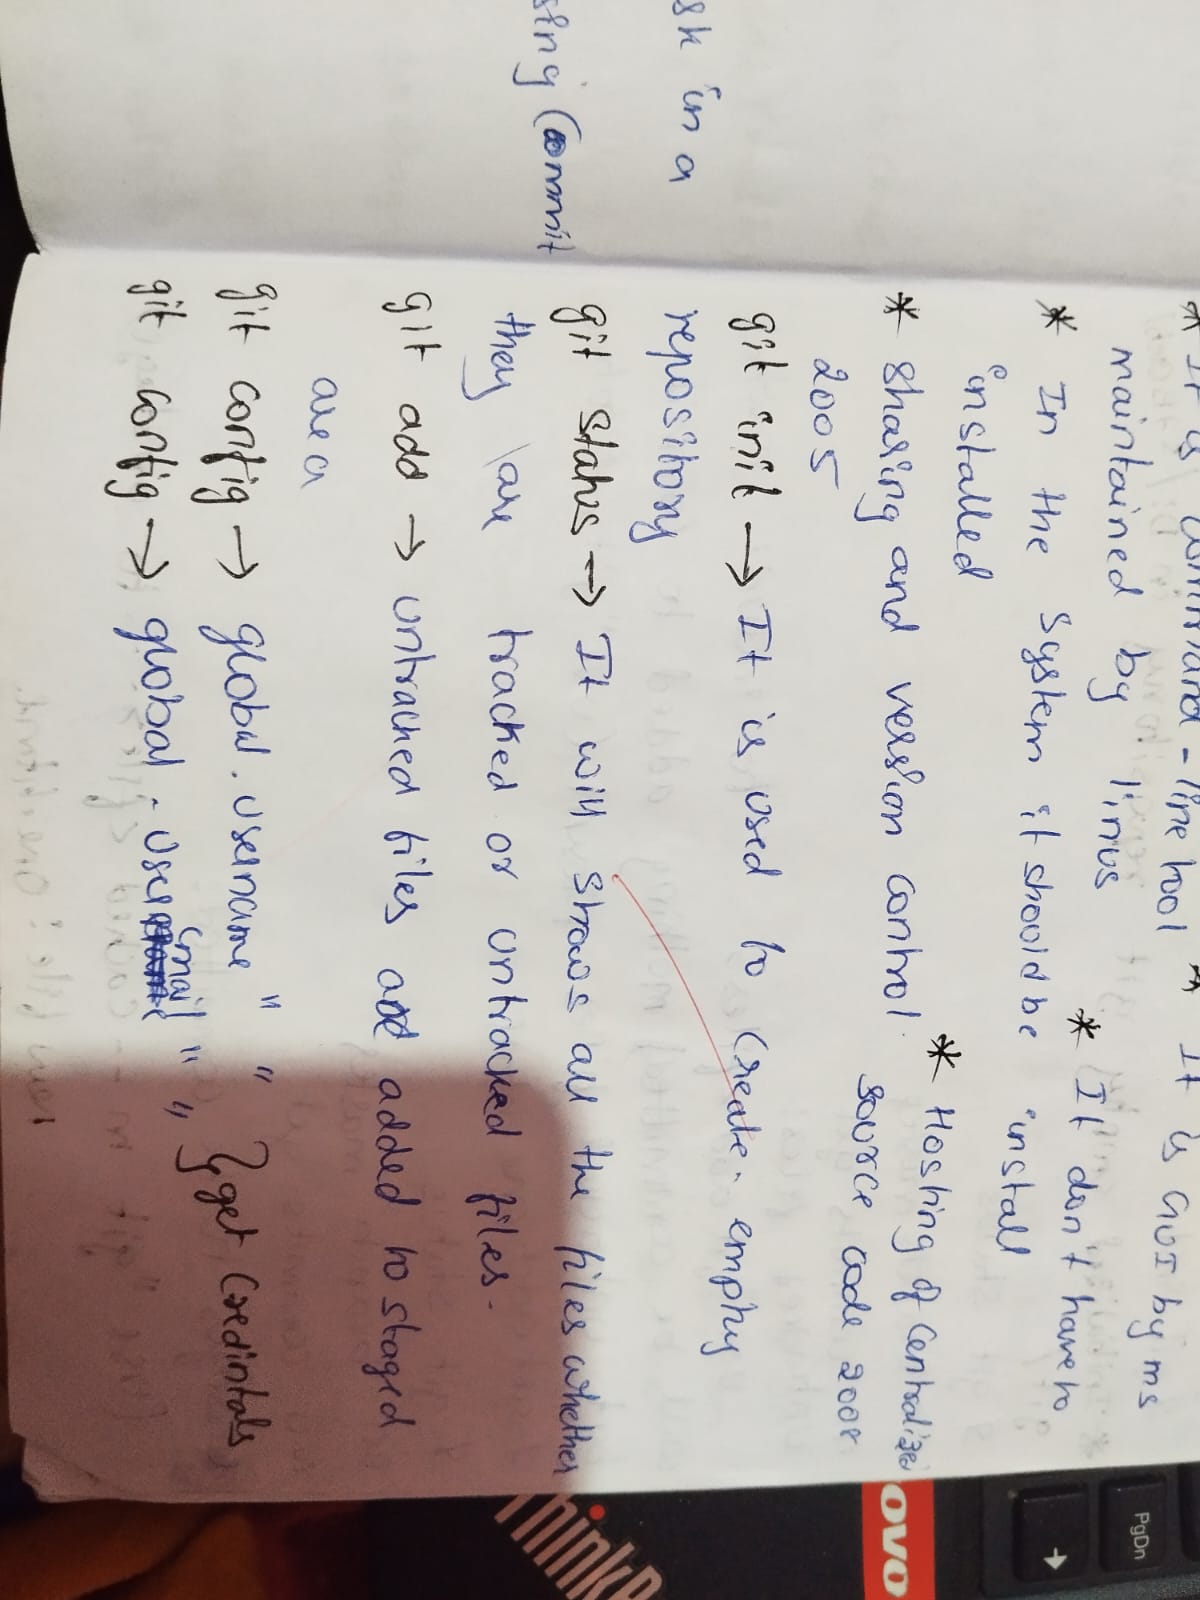 sk in a
sing Commit
* It is command-line tool * It is GUI by ms
maintained by linus
* It don't have to
* In the system it should be install
installed
* Hosting of Centralized
* sharing and version control source code 2008
2005
git init → It is used to Create. empty
repository
git status → It will shows all the files whether
they are tracked or untracked files.
git add → untracked files are added to staged
area
git config → global. username " "
git config → global - user email " " } get Credintals
PgDn
OVO
ThinkP